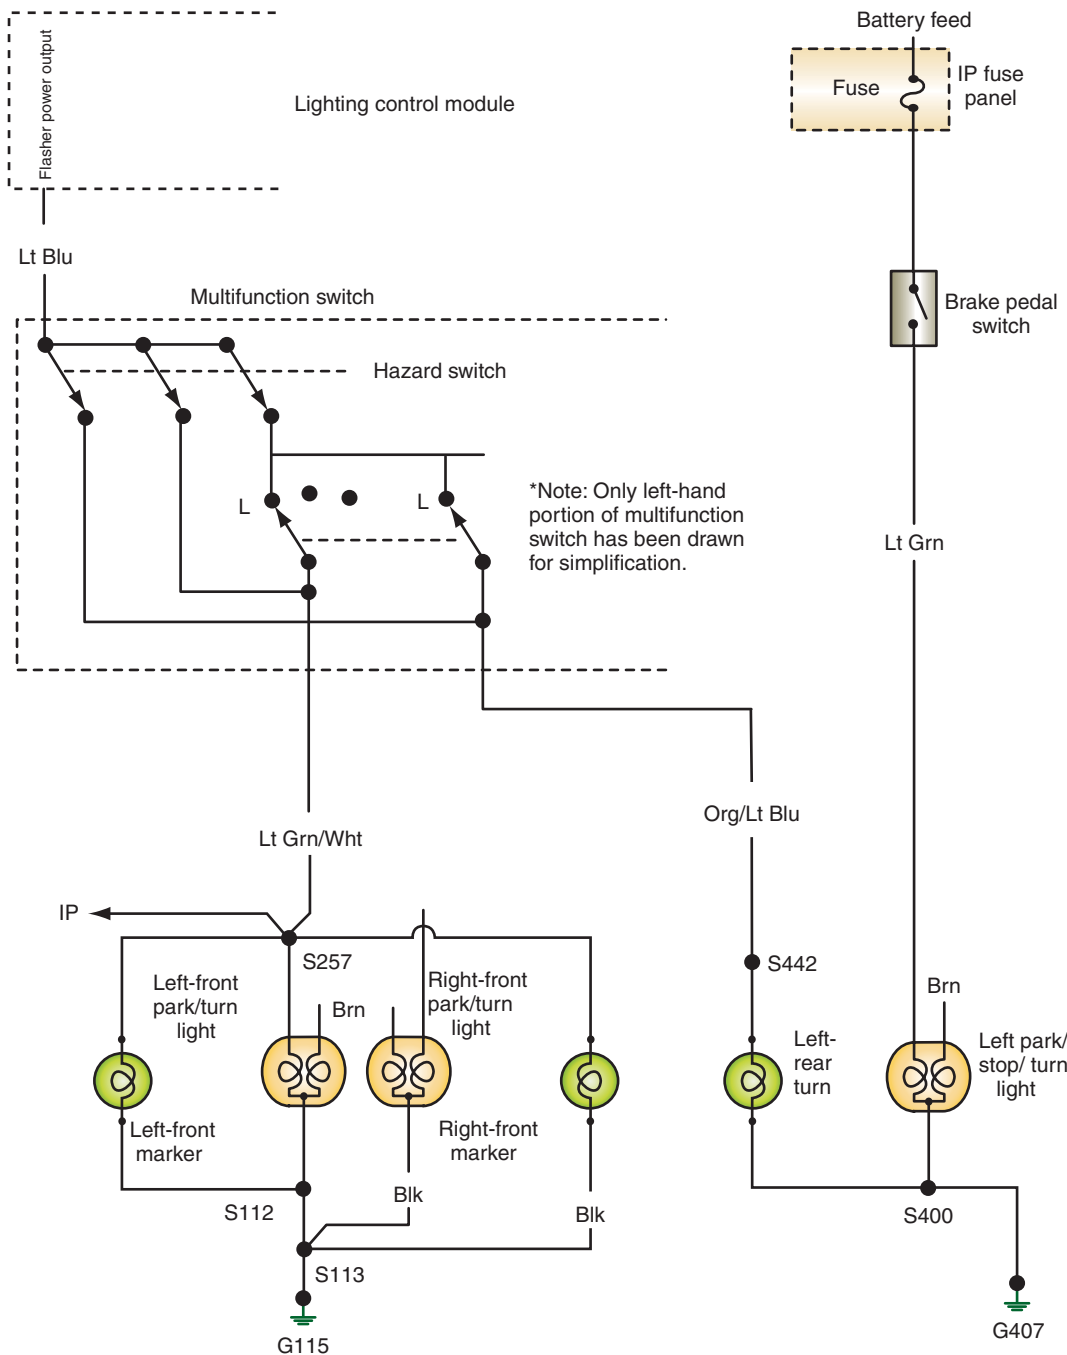 Battery feed
Flasher power output
Lighting control module
Fuse
IP fuse
panel
Lt Blu
Multifunction switch
Brake pedal
switch
Hazard switch
L
L
*Note: Only left-hand
portion of multifunction
switch has been drawn
for simplification.
Lt Grn
Org/Lt Blu
Lt Grn/Wht
IP
S257
S442
Left-front
park/turn
light
Brn
Right-front
park/turn
light
Brn
Left-
rear
turn
Left park/
stop/ turn
light
Left-front
marker
Right-front
marker
S112
Blk
Blk
S400
S113
G115
G407